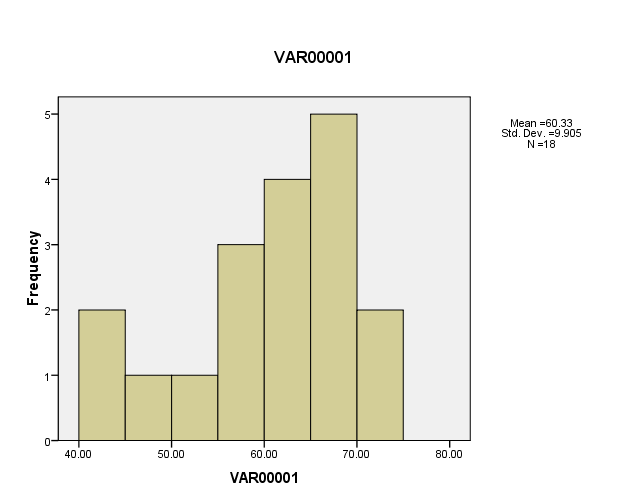 VAR00001
Mean =60.33
Std. Dev. =9.905
N =18
Frequency
5
4
3
2
1
0
40.00 50.00 60.00 70.00 80.00
VAR00001